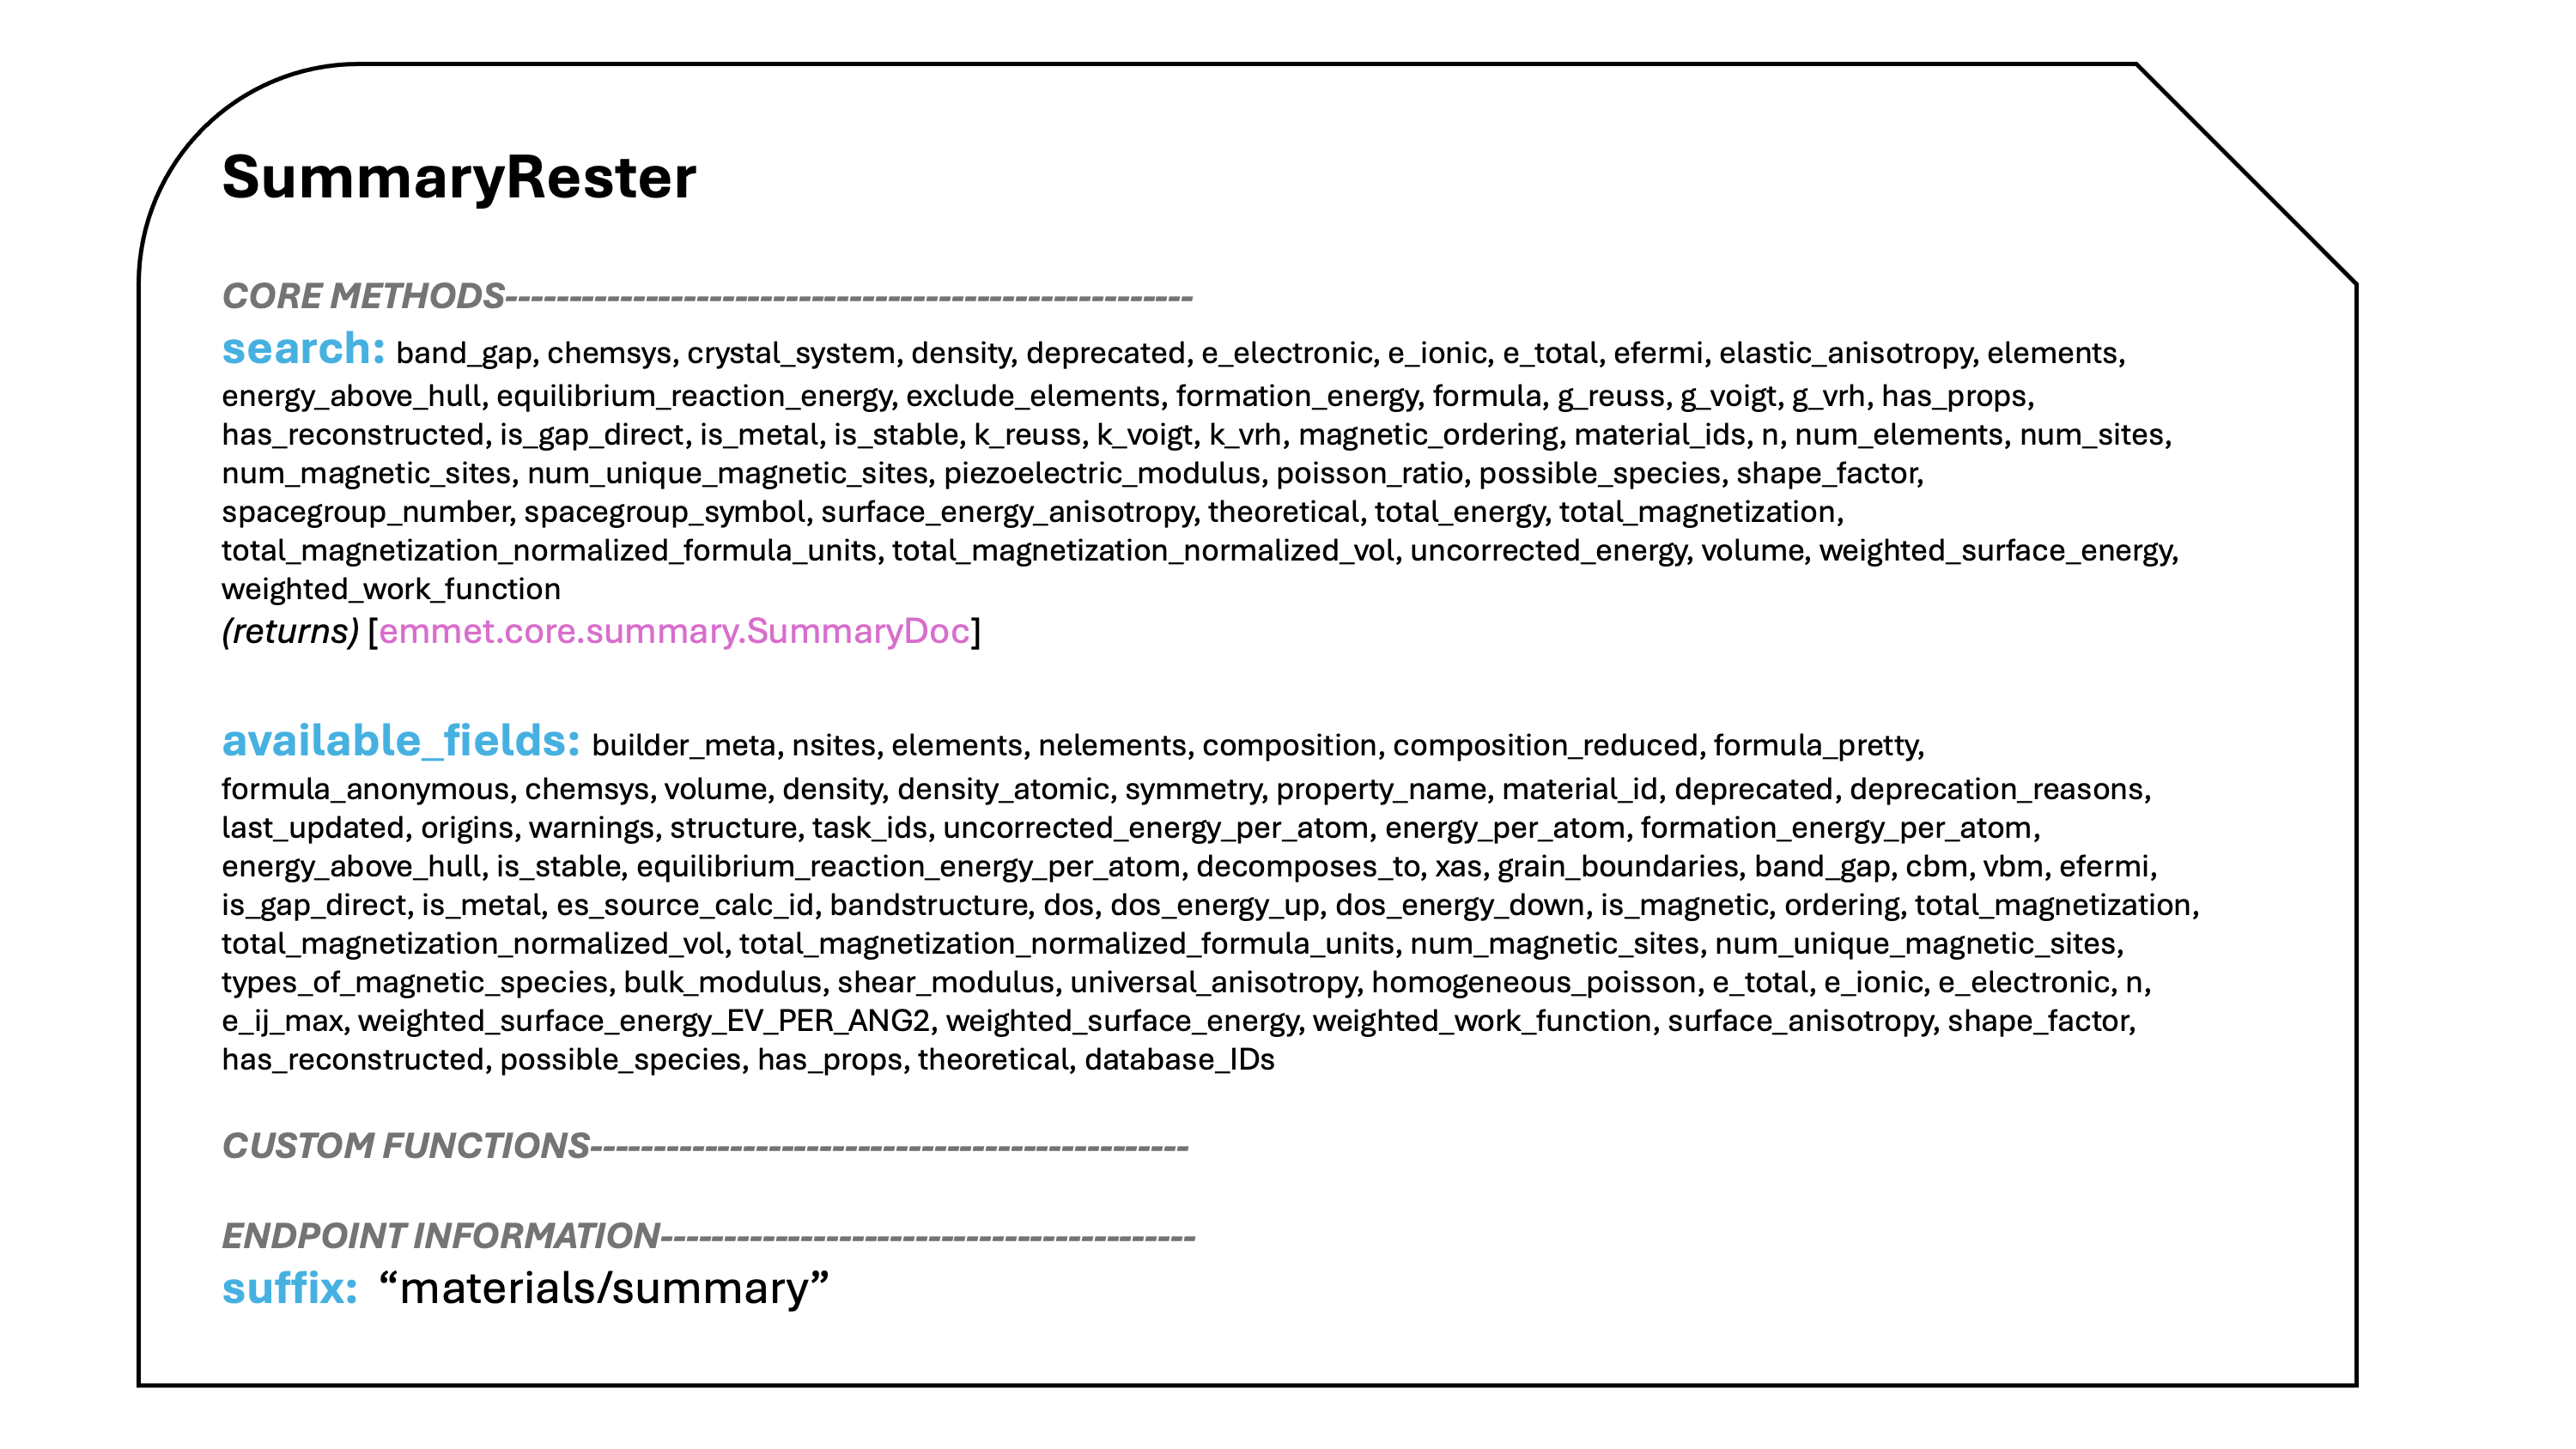 SummaryRester
CORE METHODS------------------------------------------------------
search: band_gap, chemsys, crystal_system, density, deprecated, e_electronic, e_ionic, e_total, efermi, elastic_anisotropy, elements,
energy_above_hull, equilibrium_reaction_energy, exclude_elements, formation_energy, formula, g_reuss, g_voigt, g_vrh, has_props,
has_reconstructed, is_gap_direct, is_metal, is_stable, k_reuss, k_voigt, k_vrh, magnetic_ordering, material_ids, n, num_elements, num_sites,
num_magnetic_sites, num_unique_magnetic_sites, piezoelectric_modulus, poisson_ratio, possible_species, shape_factor,
spacegroup_number, spacegroup_symbol, surface_energy_anisotropy, theoretical, total_energy, total_magnetization,
total_magnetization_normalized_formula_units, total_magnetization_normalized_vol, uncorrected_energy, volume, weighted_surface_energy,
weighted_work_function
(returns) [emmet.core.summary.SummaryDoc]
available_fields: builder_meta, nsites, elements, nelements, composition, composition_reduced, formula_pretty,
formula_anonymous, chemsys, volume, density, density_atomic, symmetry, property_name, material_id, deprecated, deprecation_reasons,
last_updated, origins, warnings, structure, task_ids, uncorrected_energy_per_atom, energy_per_atom, formation_energy_per_atom,
energy_above_hull, is_stable, equilibrium_reaction_energy_per_atom, decomposes_to, xas, grain_boundaries, band_gap, cbm, vbm, efermi,
is_gap_direct, is_metal, es_source_calc_id, bandstructure, dos, dos_energy_up, dos_energy_down, is_magnetic, ordering, total_magnetization,
total_magnetization_normalized_vol, total_magnetization_normalized_formula_units, num_magnetic_sites, num_unique_magnetic_sites,
types_of_magnetic_species, bulk_modulus, shear_modulus, universal_anisotropy, homogeneous_poisson, e_total, e_ionic, e_electronic, n,
e_ij_max, weighted_surface_energy_EV_PER_ANG2, weighted_surface_energy, weighted_work_function, surface_anisotropy, shape_factor,
has_reconstructed, possible_species, has_props, theoretical, database_IDs
CUSTOM FUNCTIONS-----------------------------------------------
ENDPOINT INFORMATION------------------------------------------
suffix: “materials/summary”